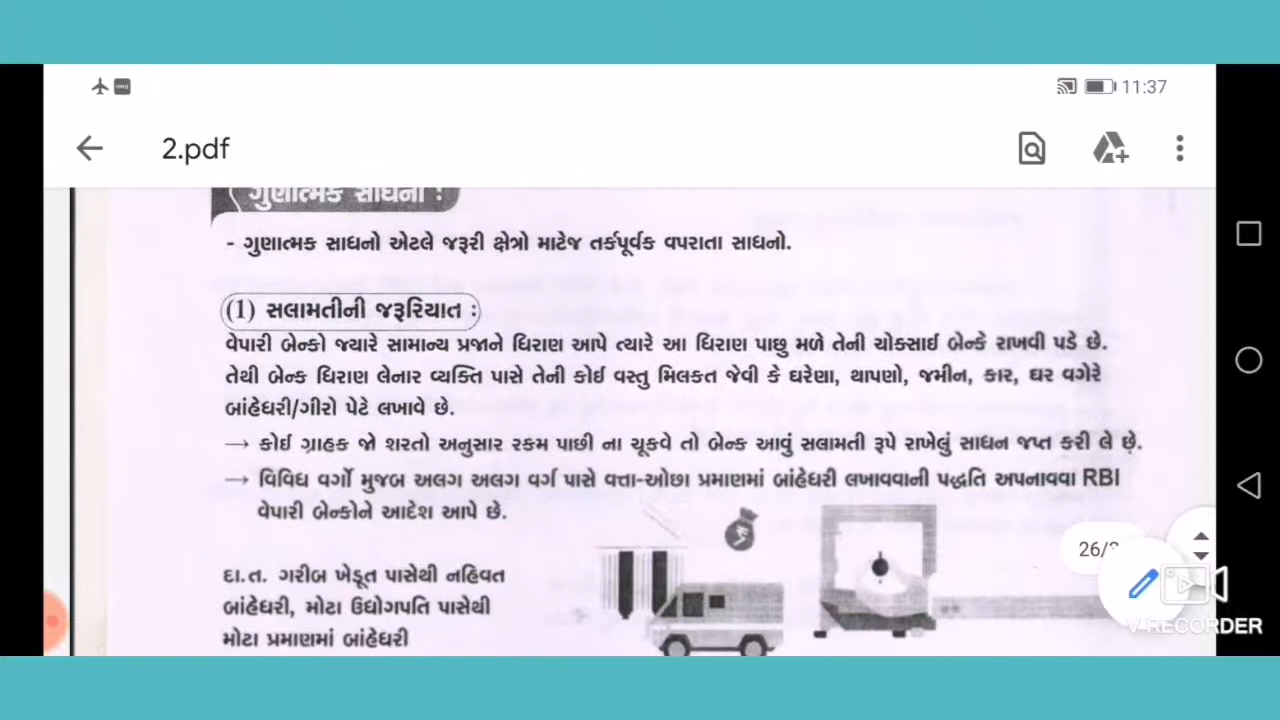 11:37
2.pdf
ગુણાત્મક સાધનો :
- ગુણાત્મક સાધનો એટલે જરૂરી ક્ષેત્રો માટેજ તર્કપૂર્વક વપરાતા સાધનો.
(1) સલામતીની જરૂરિયાત :
વેપારી બેન્કો જ્યારે સામાન્ય પ્રજાને ધિરાણ આપે ત્યારે આ ધિરાણ પાછુ મળે તેની ચોક્સાઈ બેન્કે રાખવી પડે છે.
તેથી બેન્ક ધિરાણ લેનાર વ્યક્તિ પાસે તેની કોઈ વસ્તુ મિલકત જેવી કે ઘરેણા, થાપણો, જમીન, કાર, ઘર વગેરે
બાંહેધરી/ગીરો પેટે લખાવે છે.
→ કોઈ ગ્રાહક જો શરતો અનુસાર રકમ પાછી ના ચૂકવે તો બેન્ક આવું સલામતી રૂપે રાખેલું સાધન જપ્ત કરી લે છે.
→ વિવિધ વર્ગો મુજબ અલગ અલગ વર્ગ પાસે વત્તા-ઓછા પ્રમાણમાં બાંહેધરી લખાવવાની પદ્ધતિ અપનાવવા RBI
વેપારી બેન્કોને આદેશ આપે છે.
26/
દા.ત. ગરીબ ખેડૂત પાસેથી નહિવત
બાંહેધરી, મોટા ઉદ્યોગપતિ પાસેથી
મોટા પ્રમાણમાં બાંહેધરી
V RECORDER